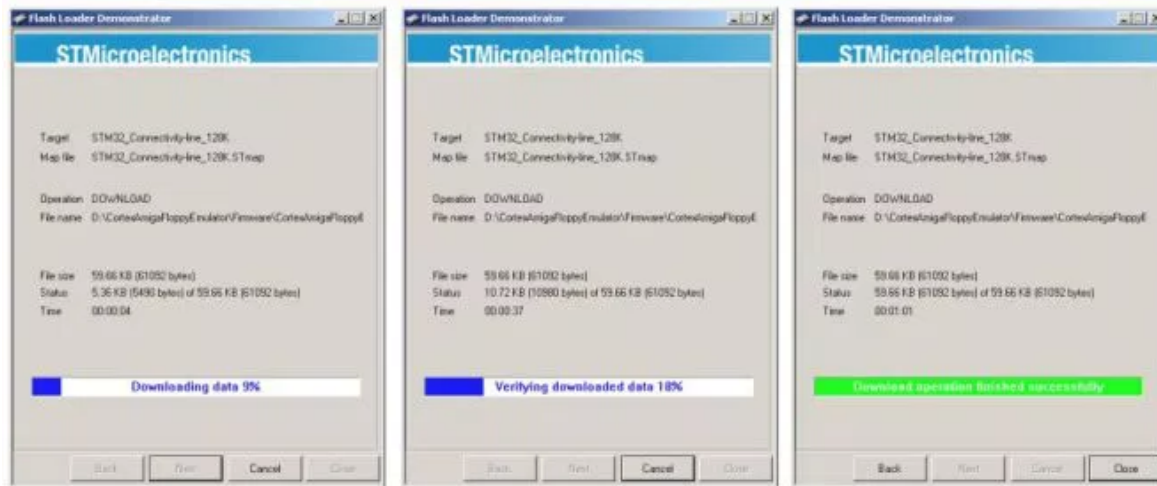 Flash Loader Demonstrator
STMicroelectronics
Target STM32_Connectivity-line_128K
Map file STM32_Connectivity-line_128K.STmap
Operation DOWNLOAD
File name D:\CortexAmigaFloppyEmulator\Firmware\CortexAmigaFloppyE
File size 59.66 KB (61092 bytes)
Status 5.36 KB (5490 bytes) of 59.66 KB (61092 bytes)
Time 00:00:04
Downloading data 9%
Back Next Cancel Close
Flash Loader Demonstrator
STMicroelectronics
Target STM32_Connectivity-line_128K
Map file STM32_Connectivity-line_128K.STmap
Operation DOWNLOAD
File name D:\CortexAmigaFloppyEmulator\Firmware\CortexAmigaFloppyE
File size 59.66 KB (61092 bytes)
Status 10.72 KB (10980 bytes) of 59.66 KB (61092 bytes)
Time 00:00:37
Verifying downloaded data 18%
Back Next Cancel Close
Flash Loader Demonstrator
STMicroelectronics
Target STM32_Connectivity-line_128K
Map file STM32_Connectivity-line_128K.STmap
Operation DOWNLOAD
File name D:\CortexAmigaFloppyEmulator\Firmware\CortexAmigaFloppyE
File size 59.66 KB (61092 bytes)
Status 59.66 KB (61092 bytes) of 59.66 KB (61092 bytes)
Time 00:01:01
Download operation finished successfully
Back Next Cancel Close